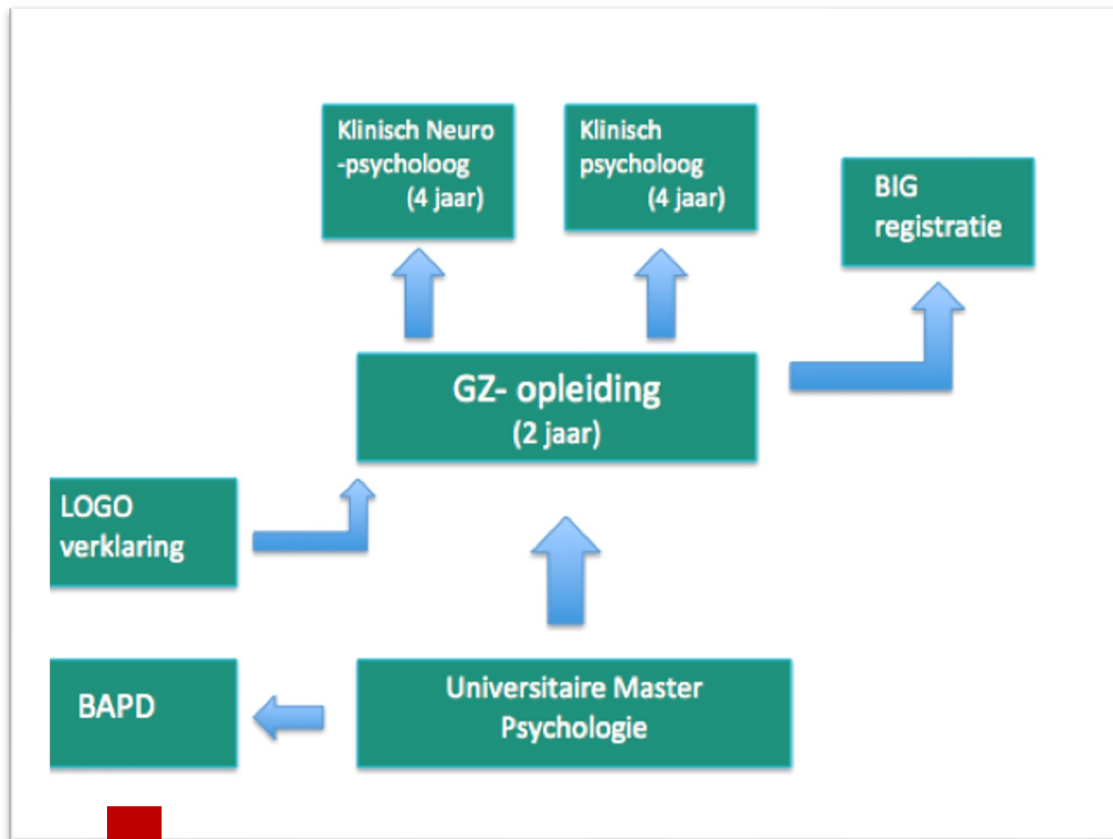 Klinisch Neuro
-psycholoog
(4 jaar)
Klinisch
psycholoog
(4 jaar)
BIG
registratie
GZ- opleiding
(2 jaar)
LOGO
verklaring
BAPD
Universitaire Master
Psychologie